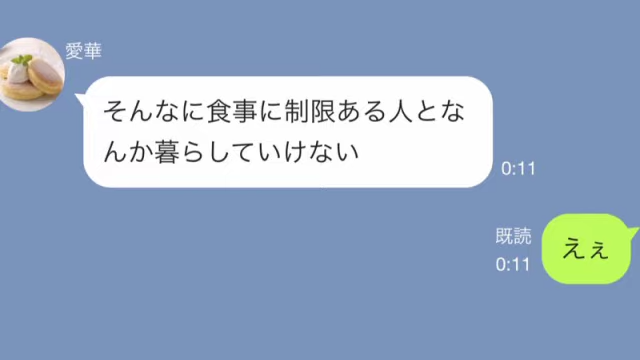 愛華
そんなに食事に制限ある人とな
んか暮らしていけない
0:11
既読
0:11
えぇ